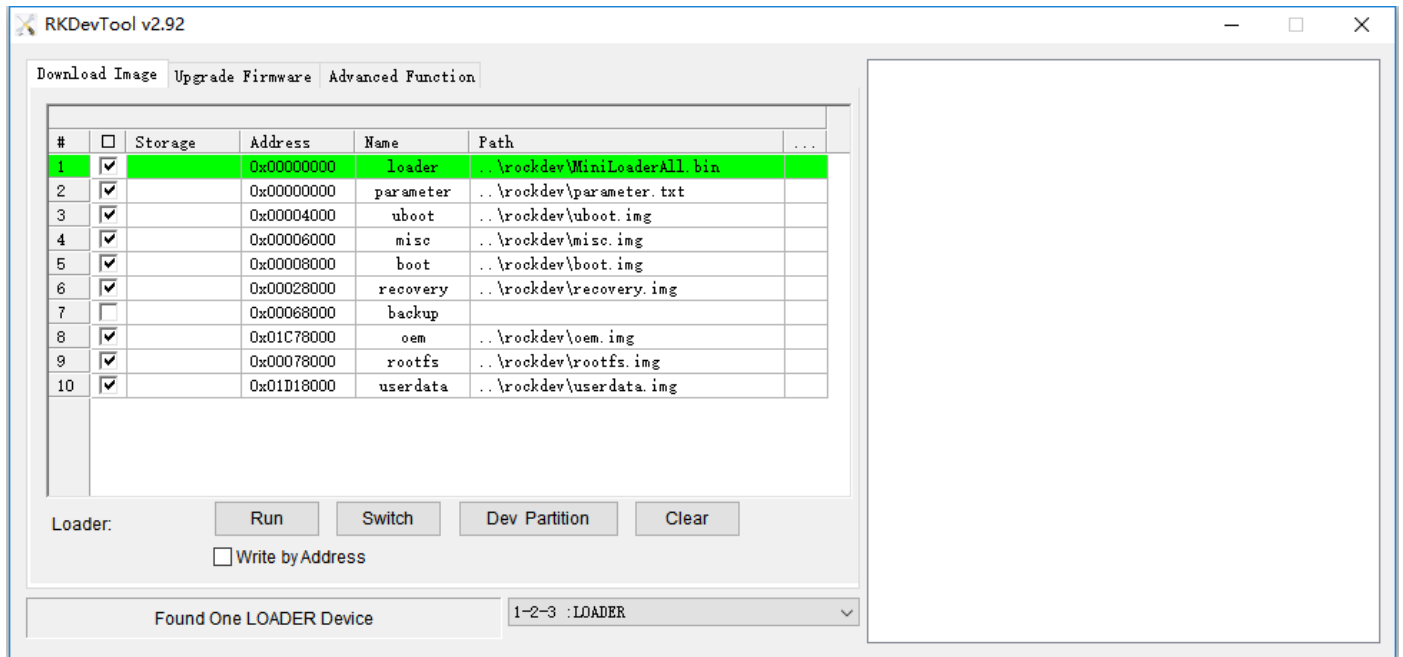 RKDevTool v2.92
Download Image Upgrade Firmware Advanced Function
# Storage Address Name Path ...
1 0x00000000 loader ..\rockdev\MiniLoaderAll.bin
2 0x00000000 parameter ..\rockdev\parameter.txt
3 0x00004000 uboot ..\rockdev\uboot.img
4 0x00006000 misc ..\rockdev\misc.img
5 0x00008000 boot ..\rockdev\boot.img
6 0x00028000 recovery ..\rockdev\recovery.img
7 0x00068000 backup
8 0x01C78000 oem ..\rockdev\oem.img
9 0x00078000 rootfs ..\rockdev\rootfs.img
10 0x01D18000 userdata ..\rockdev\userdata.img
Loader: Run Switch Dev Partition Clear
Write by Address
Found One LOADER Device 1-2-3 :LOADER